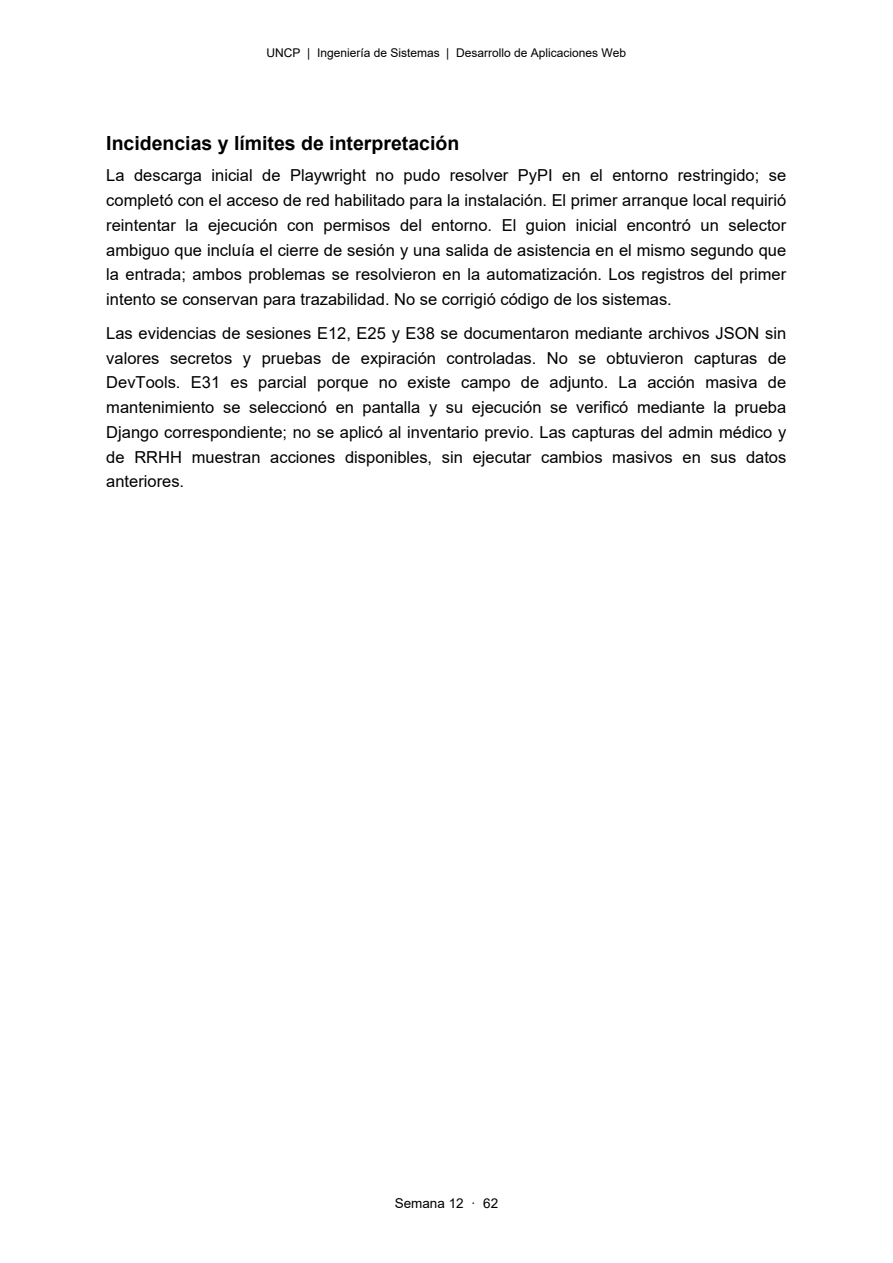 UNCP | Ingeniería de Sistemas | Desarrollo de Aplicaciones Web
Incidencias y límites de interpretación
La descarga inicial de Playwright no pudo resolver PyPI en el entorno restringido; se
completó con el acceso de red habilitado para la instalación. El primer arranque local requirió
reintentar la ejecución con permisos del entorno. El guion inicial encontró un selector
ambiguo que incluía el cierre de sesión y una salida de asistencia en el mismo segundo que
la entrada; ambos problemas se resolvieron en la automatización. Los registros del primer
intento se conservan para trazabilidad. No se corrigió código de los sistemas.
Las evidencias de sesiones E12, E25 y E38 se documentaron mediante archivos JSON sin
valores secretos y pruebas de expiración controladas. No se obtuvieron capturas de
DevTools. E31 es parcial porque no existe campo de adjunto. La acción masiva de
mantenimiento se seleccionó en pantalla y su ejecución se verificó mediante la prueba
Django correspondiente; no se aplicó al inventario previo. Las capturas del admin médico y
de RRHH muestran acciones disponibles, sin ejecutar cambios masivos en sus datos
anteriores.
Semana 12 · 62